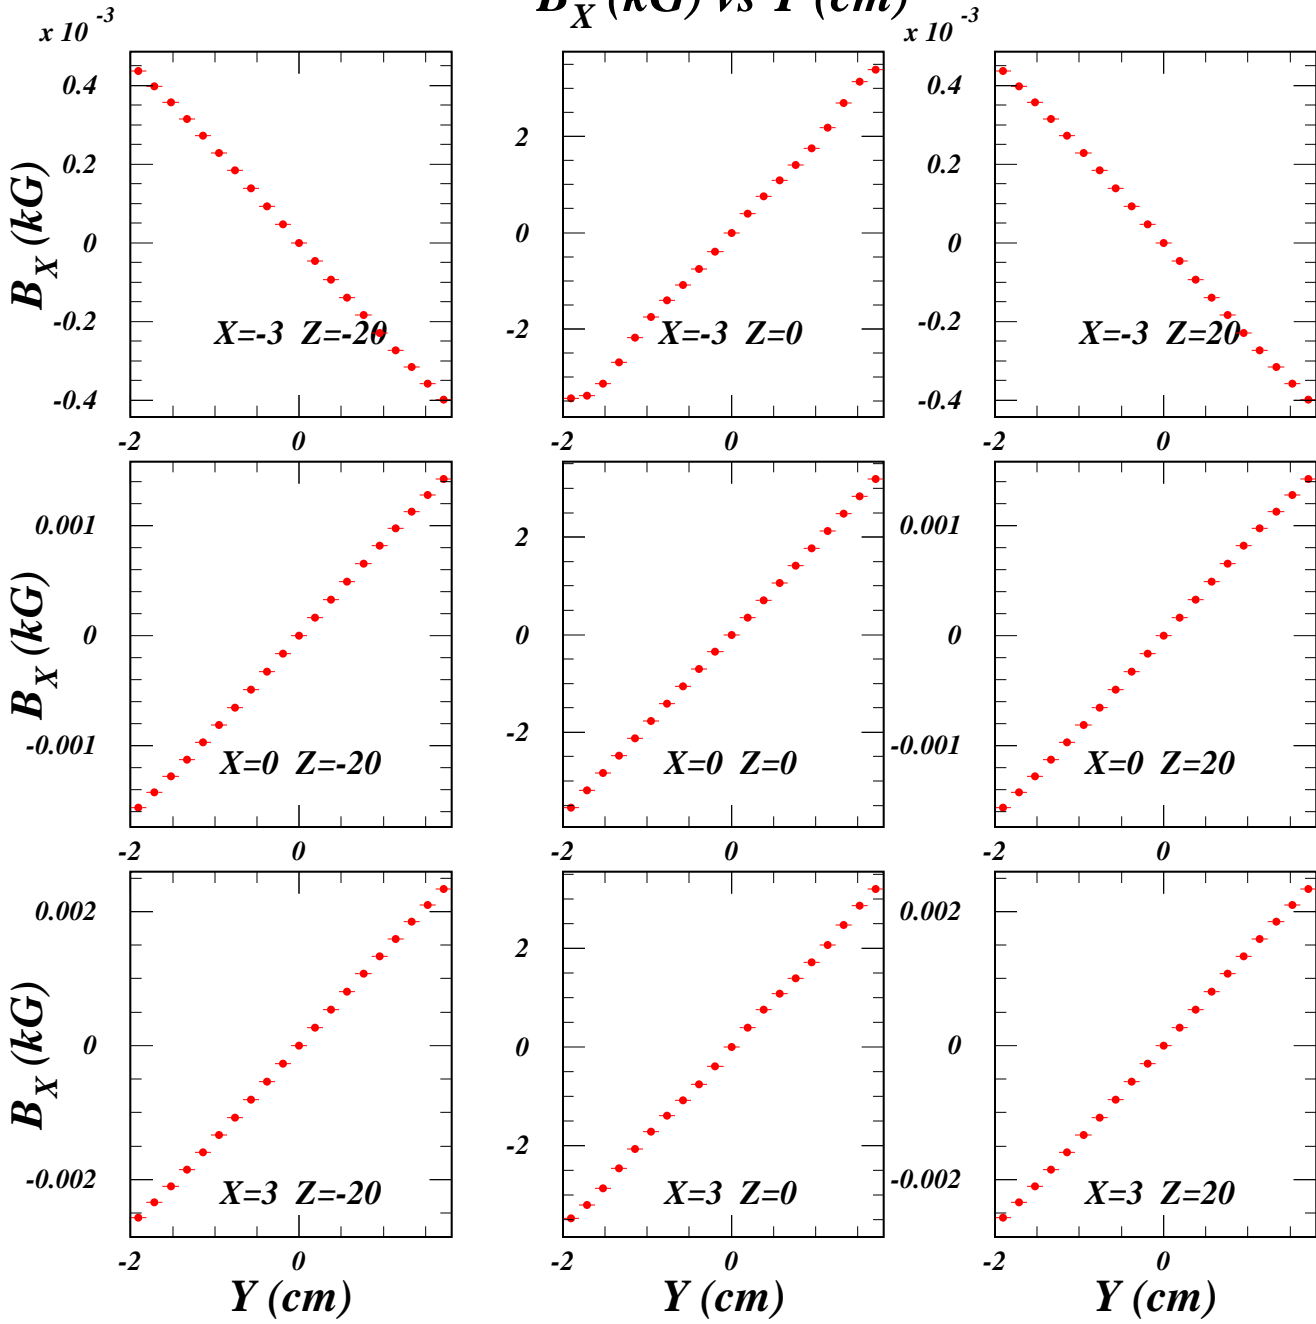 B_X (kG) vs Y (cm)
x 10^-3 x 10^-3
B_X (kG)
0.4 0.2 0 -0.2 -0.4
X=-3 Z=-20
-2 0
2 0 -2
X=-3 Z=0
-2 0
0.4 0.2 0 -0.2 -0.4
X=-3 Z=20
-2 0
B_X (kG)
0.001 0 -0.001
X=0 Z=-20
-2 0
2 0 -2
X=0 Z=0
-2 0
0.001 0 -0.001
X=0 Z=20
-2 0
B_X (kG)
0.002 0 -0.002
X=3 Z=-20
-2 0
2 0 -2
X=3 Z=0
-2 0
0.002 0 -0.002
X=3 Z=20
-2 0
Y (cm) Y (cm)